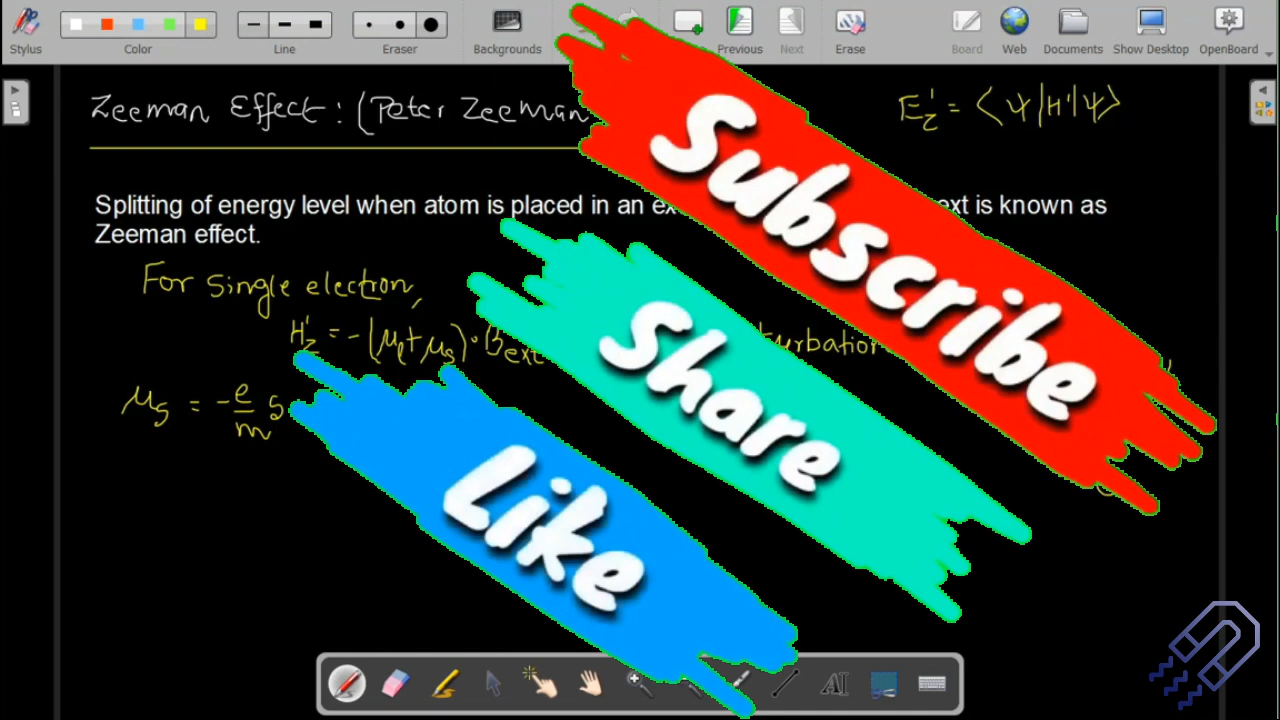 Stylus Color Line Eraser Backgrounds Previous Next Erase Board Web Documents Show Desktop OpenBoard
Zeeman Effect : (Peter Zeeman
E'z = ⟨ψ|H'|ψ⟩
Splitting of energy level when atom is placed in an ext is known as
Zeeman effect.
For single electron,
H'z = -(μl + μs) · Bext
μs = -e/m s
Subscribe
Share
Like
AI